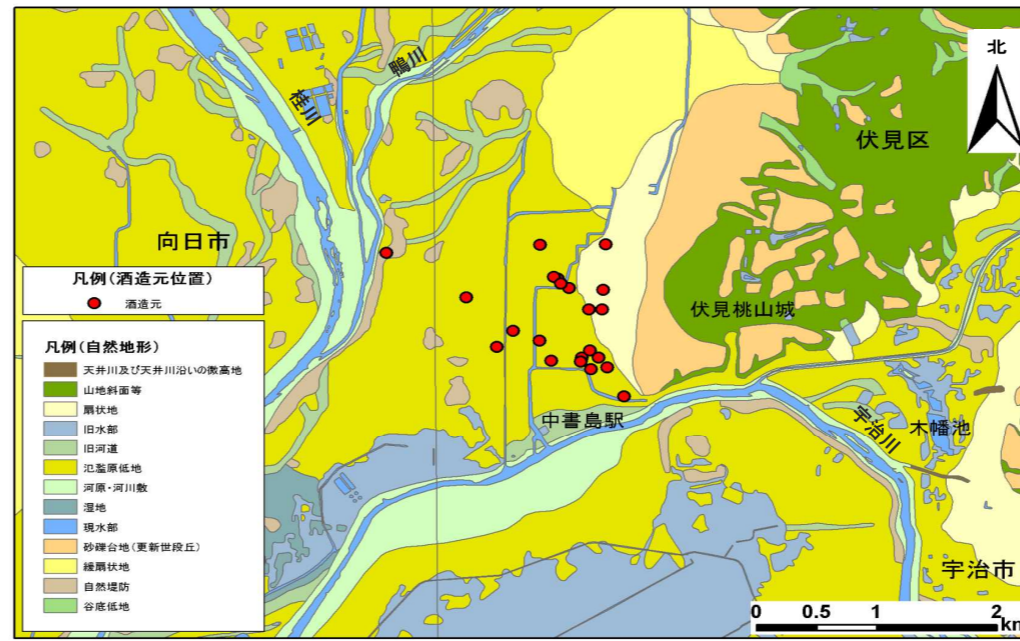 北
鴨川
桂川
伏見区
向日市
凡例(酒造元位置)
酒造元
伏見桃山城
凡例(自然地形)
天井川及び天井川沿いの微高地
山地斜面等
扇状地
旧水部
旧河道
氾濫原低地
河原・河川敷
湿地
現水部
砂礫台地(更新世段丘)
緩扇状地
自然堤防
谷底低地
中書島駅
宇治川
木幡池
宇治市
0 0.5 1 2
km